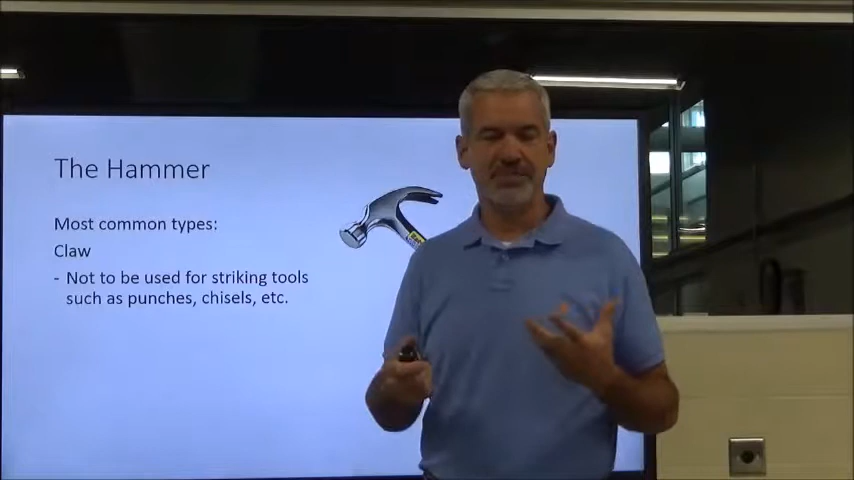 The Hammer
Most common types:
Claw
- Not to be used for striking tools
such as punches, chisels, etc.